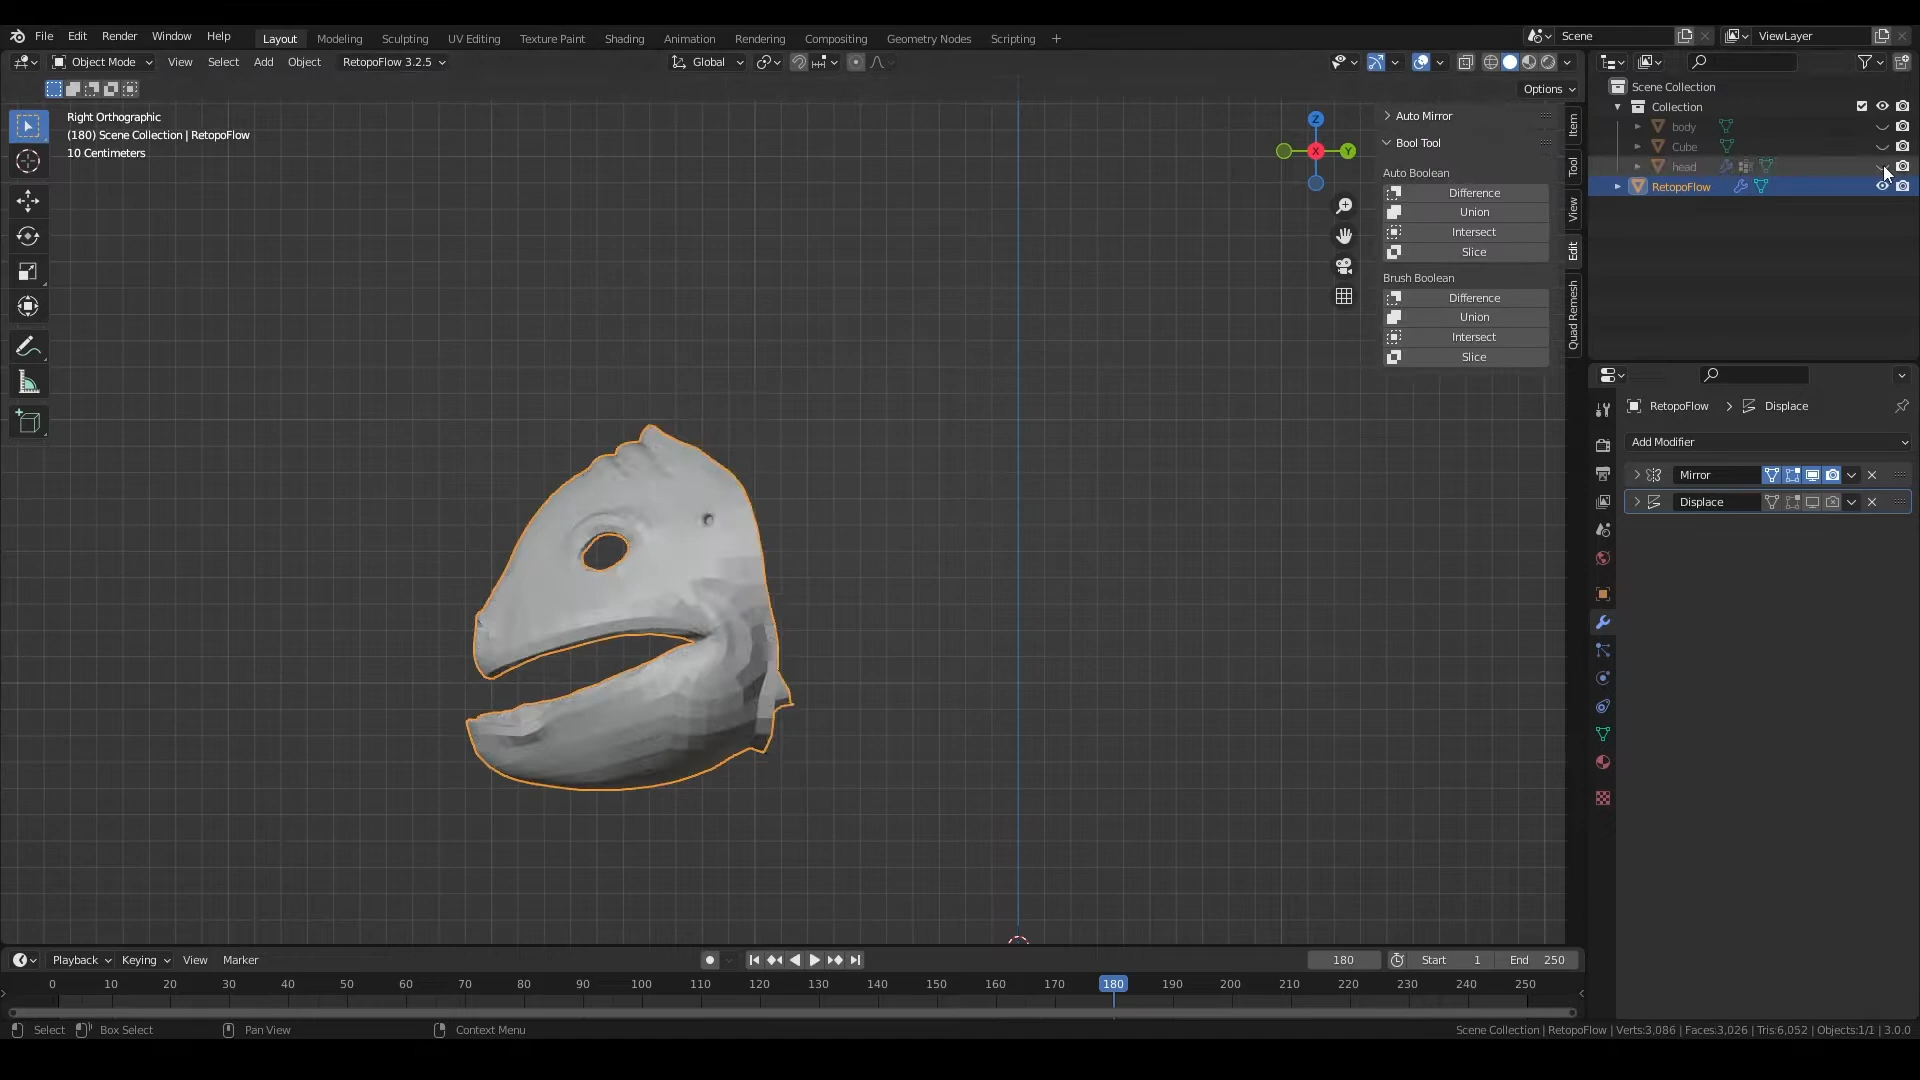 File Edit Render Window Help Layout Modeling Sculpting UV Editing Texture Paint Shading Animation Rendering Compositing Geometry Nodes Scripting + Scene ViewLayer
Object Mode View Select Add Object RetopoFlow 3.2.5 Global
Options
Right Orthographic
(180) Scene Collection | RetopoFlow
10 Centimeters
Z
X
Y
Auto Mirror
Bool Tool
Auto Boolean
Difference
Union
Intersect
Slice
Brush Boolean
Difference
Union
Intersect
Slice
Item
Tool
View
Edit
Quad Remesh
Scene Collection
Collection
body
Cube
head
RetopoFlow
RetopoFlow > Displace
Add Modifier
Mirror
Displace
Playback Keying View Marker 180 Start 1 End 250
0 10 20 30 40 50 60 70 80 90 100 110 120 130 140 150 160 170 180 190 200 210 220 230 240 250
Select Box Select Pan View Context Menu Scene Collection | RetopoFlow | Verts:3,086 | Faces:3,026 | Tris:6,052 | Objects:1/1 | 3.0.0